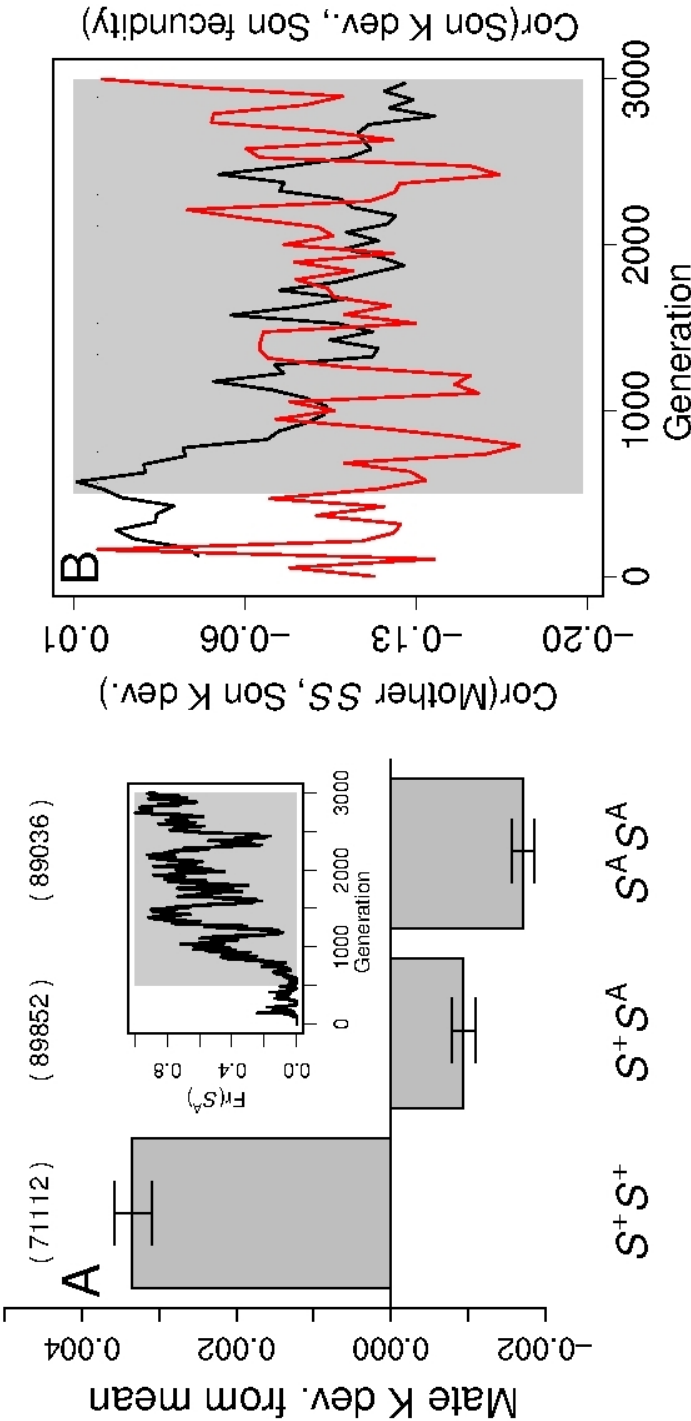 A
( 71112 )
( 89852 )
( 89036 )
Mate K dev. from mean
0.004
0.002
0.000
−0.002
S+S+
S+SA
SASA
Fr(SA)
0.8
0.4
0.0
0
1000
2000
3000
Generation
B
Cor(Mother SS, Son K dev.)
0.01
−0.06
−0.13
−0.20
0
1000
2000
3000
Generation
Cor(Son K dev., Son fecundity)